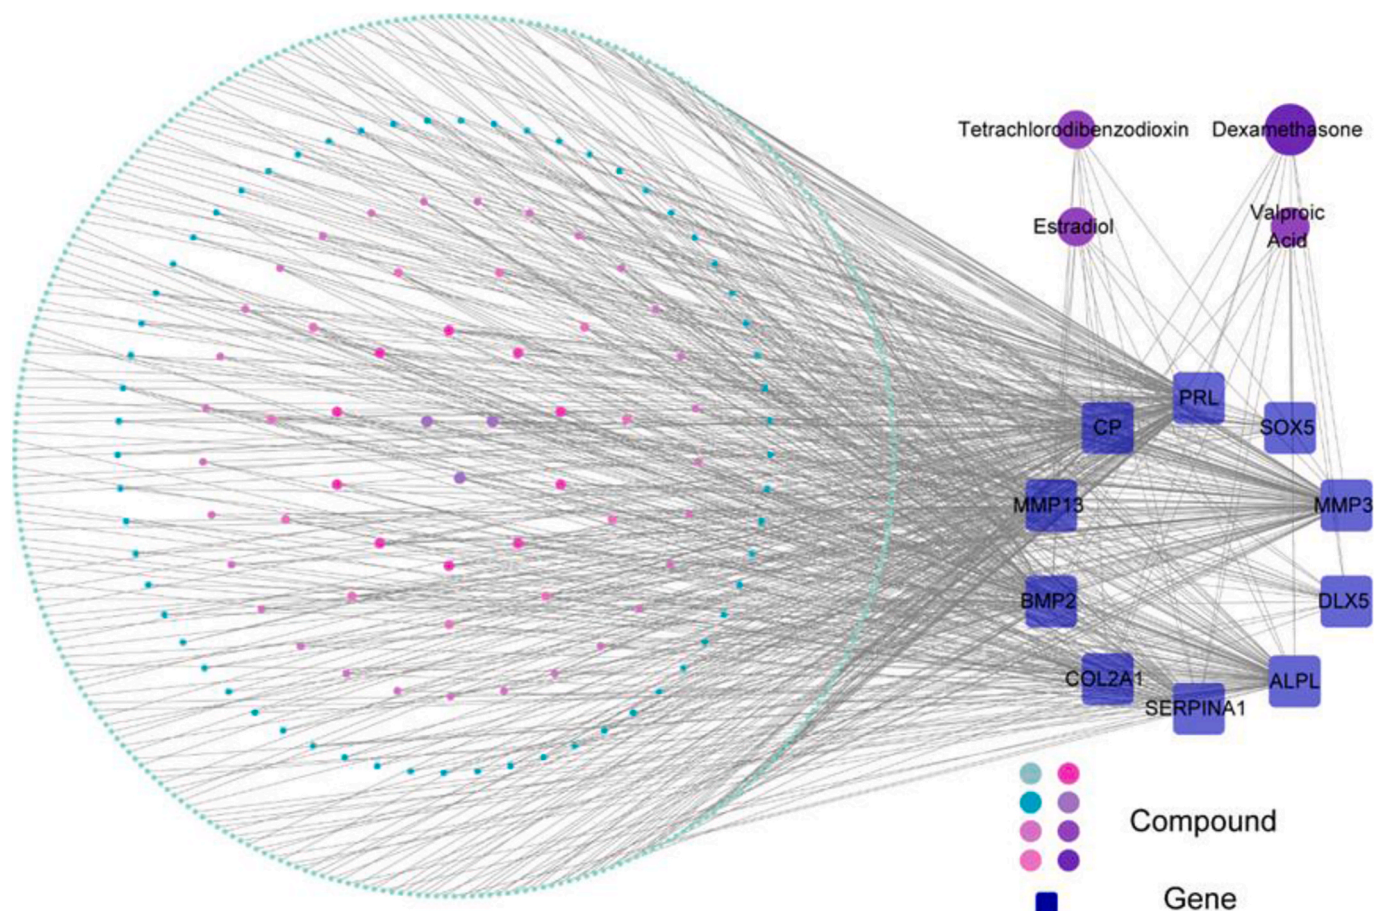 Tetrachlorodibenzodioxin
Dexamethasone
Estradiol
Valproic
Acid
PRL
CP
SOX5
MMP13
MMP3
BMP2
DLX5
COL2A1
ALPL
SERPINA1
Compound
Gene